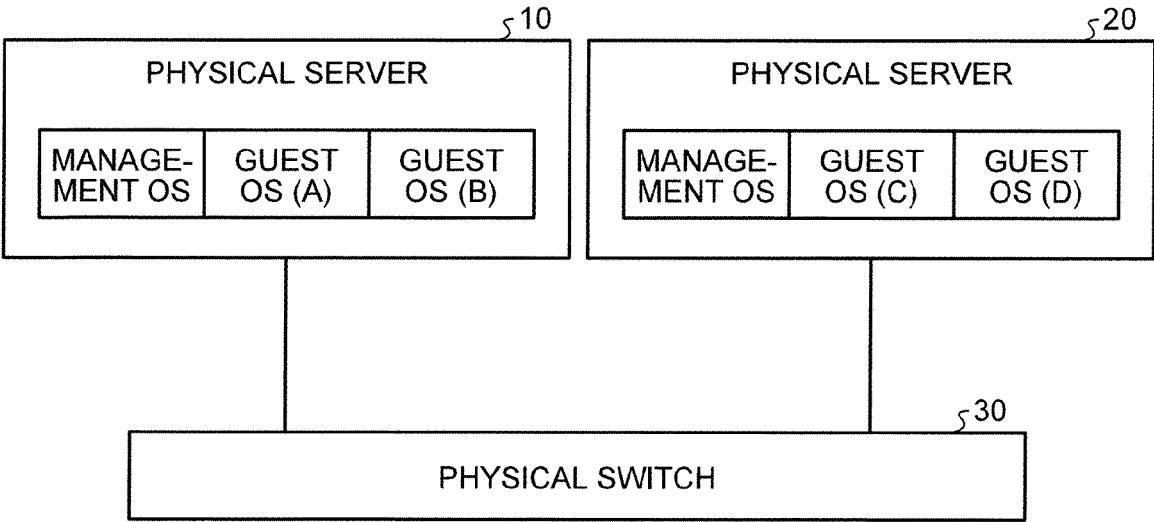 10
PHYSICAL SERVER
MANAGE-
MENT OS
GUEST
OS (A)
GUEST
OS (B)
20
PHYSICAL SERVER
MANAGE-
MENT OS
GUEST
OS (C)
GUEST
OS (D)
30
PHYSICAL SWITCH